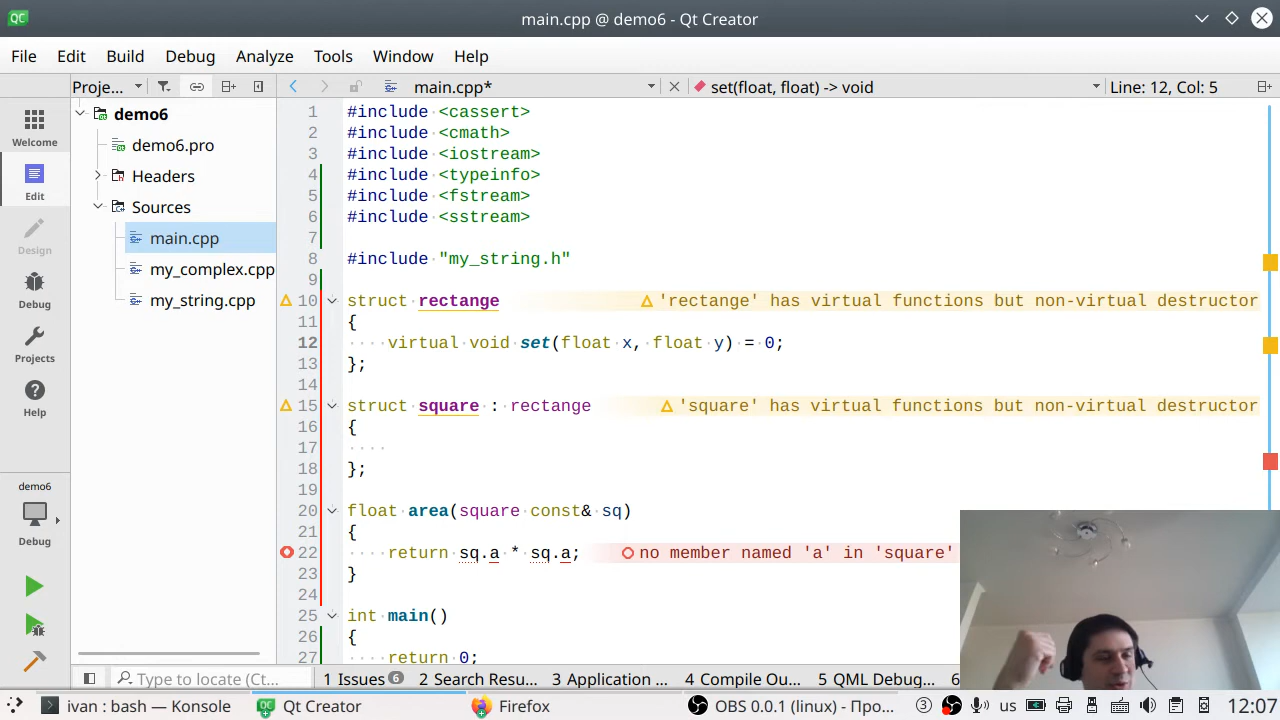 main.cpp @ demo6 - Qt Creator
File Edit Build Debug Analyze Tools Window Help
Proje... main.cpp* set(float, float) -> void Line: 12, Col: 5
Welcome
Edit
Design
Debug
Projects
Help
demo6
Debug
demo6
demo6.pro
Headers
Sources
main.cpp
my_complex.cpp
my_string.cpp
1 #include <cassert>
2 #include <cmath>
3 #include <iostream>
4 #include <typeinfo>
5 #include <fstream>
6 #include <sstream>
7
8 #include "my_string.h"
9
10 struct rectange 'rectange' has virtual functions but non-virtual destructor
11 {
12 virtual void set(float x, float y) = 0;
13 };
14
15 struct square : rectange 'square' has virtual functions but non-virtual destructor
16 {
17
18 };
19
20 float area(square const& sq)
21 {
22 return sq.a * sq.a; no member named 'a' in 'square'
23 }
24
25 int main()
26 {
27 return 0;
Type to locate (Ct... 1 Issues 6 2 Search Resu... 3 Application ... 4 Compile Ou... 5 QML Debug... 6
ivan : bash — Konsole Qt Creator Firefox OBS 0.0.1 (linux) - Про... 3 us 12:07